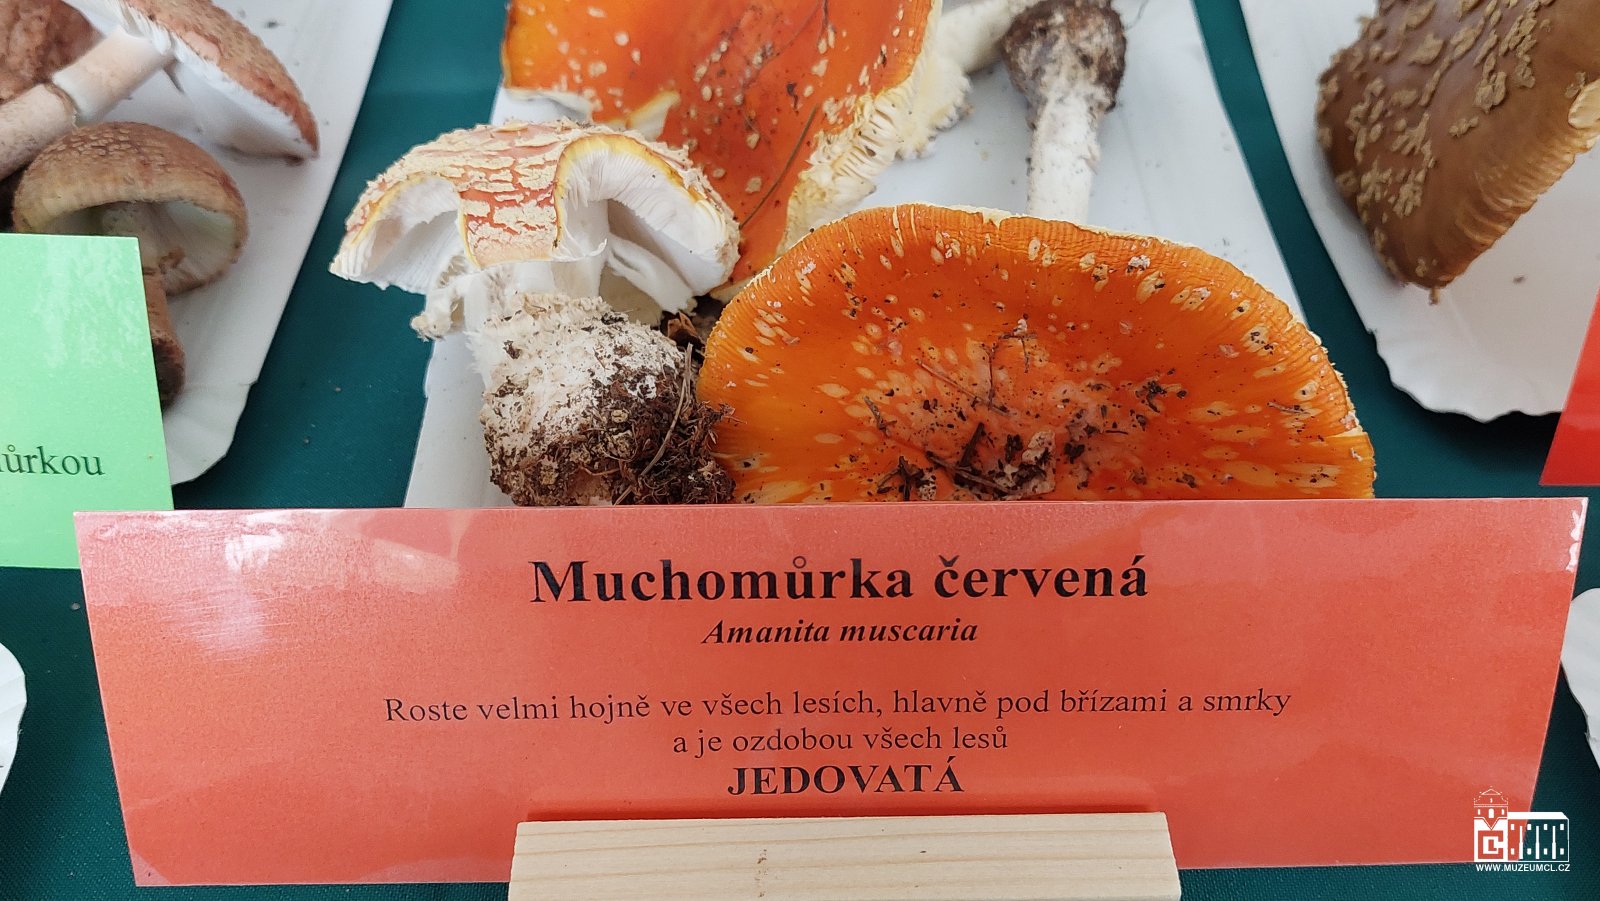 Muchomůrka červená
Amanita muscaria
Roste velmi hojně ve všech lesích, hlavně pod břízami a smrky
a je ozdobou všech lesů
JEDOVATÁ
WWW.MUZEUMCL.CZ